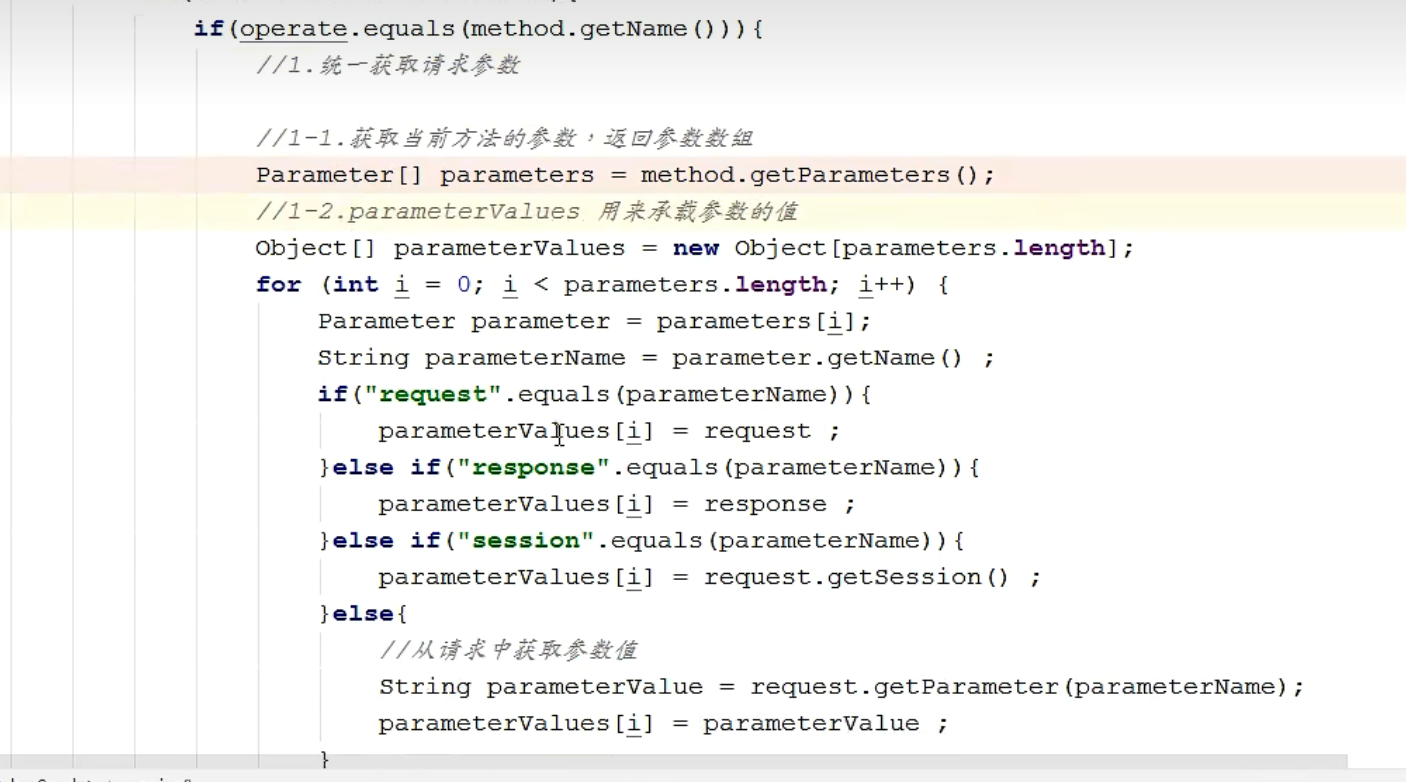 if(operate.equals(method.getName())){
//1.统一获取请求参数
//1-1.获取当前方法的参数，返回参数数组
Parameter[] parameters = method.getParameters();
//1-2.parameterValues 用来承载参数的值
Object[] parameterValues = new Object[parameters.length];
for (int i = 0; i < parameters.length; i++) {
Parameter parameter = parameters[i];
String parameterName = parameter.getName() ;
if("request".equals(parameterName)){
parameterValues[i] = request ;
}else if("response".equals(parameterName)){
parameterValues[i] = response ;
}else if("session".equals(parameterName)){
parameterValues[i] = request.getSession() ;
}else{
//从请求中获取参数值
String parameterValue = request.getParameter(parameterName);
parameterValues[i] = parameterValue ;
}